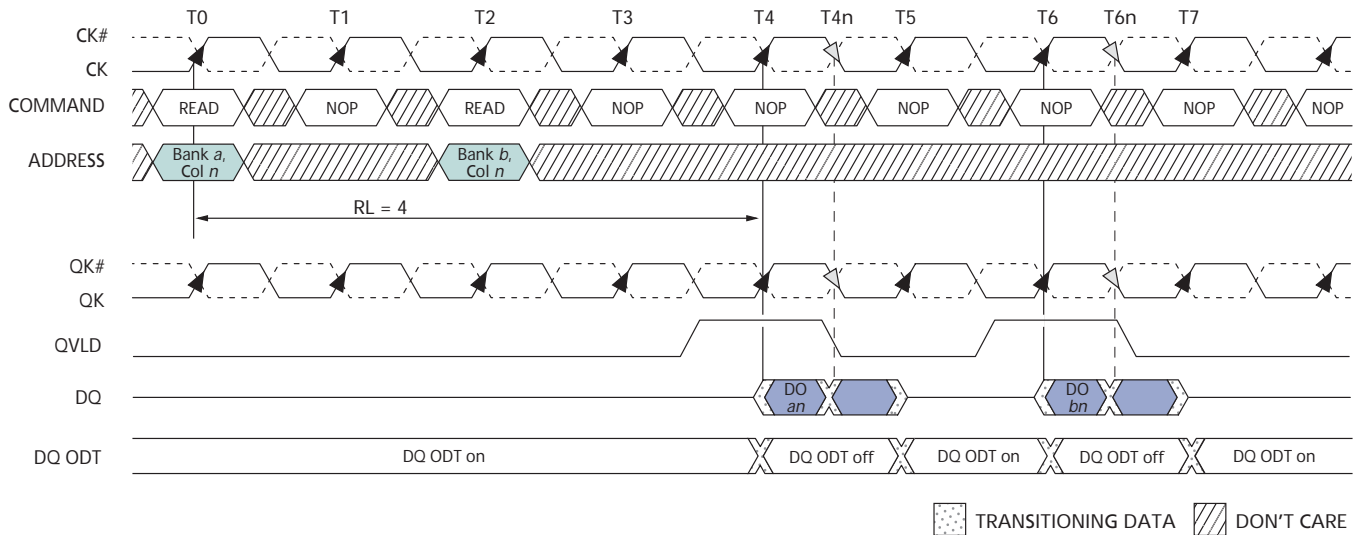 T0 T1 T2 T3 T4 T4n T5 T6 T6n T7
CK#
CK
COMMAND READ NOP READ NOP NOP NOP NOP NOP NOP
ADDRESS Bank a, Col n Bank b, Col n
RL = 4
QK#
QK
QVLD
DQ DO an DO bn
DQ ODT DQ ODT on DQ ODT off DQ ODT on DQ ODT off DQ ODT on
TRANSITIONING DATA DON'T CARE